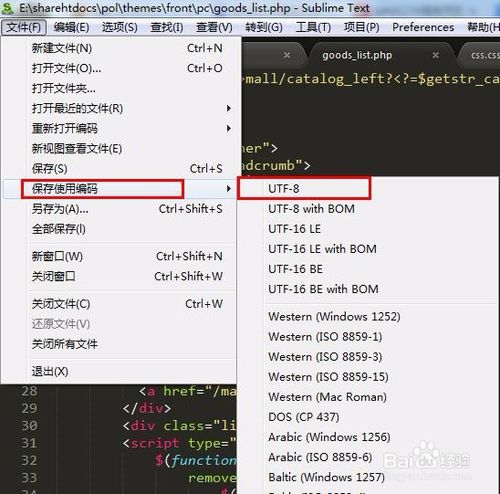 E:\sharehtdocs\pol\themes\front\pc\goods_list.php - Sublime Text
文件(F) 编辑(E) 选项(S) 查找(I) 查看(V) 转到(G) 工具(T) 项目(P) Preferences 帮助(H)
新建文件(N) Ctrl+N
打开文件(O)... Ctrl+O
打开文件夹...
打开最近的文件(R)
重新打开编码
新视图查看文件(E)
保存(S) Ctrl+S
保存使用编码
另存为(A)... Ctrl+Shift+S
全部保存(I)
新窗口(W) Ctrl+Shift+N
关闭窗口 Ctrl+Shift+W
关闭文件(C) Ctrl+W
还原文件(V)
关闭所有文件
退出(X)
goods_list.php
css.css
mall/catalog_left?<?=$getstr_ca
ner">
adcrumb">
UTF-8
UTF-8 with BOM
UTF-16 LE
UTF-16 LE with BOM
UTF-16 BE
UTF-16 BE with BOM
Western (Windows 1252)
Western (ISO 8859-1)
Western (ISO 8859-3)
Western (ISO 8859-15)
Western (Mac Roman)
DOS (CP 437)
Arabic (Windows 1256)
Arabic (ISO 8859-6)
Baltic (Windows 1257)
28 <a href="/ma
29 </div>
30 <div class="li
31 <script type="
32 $(functio
33 remov
34 $(
Bai 百度经验